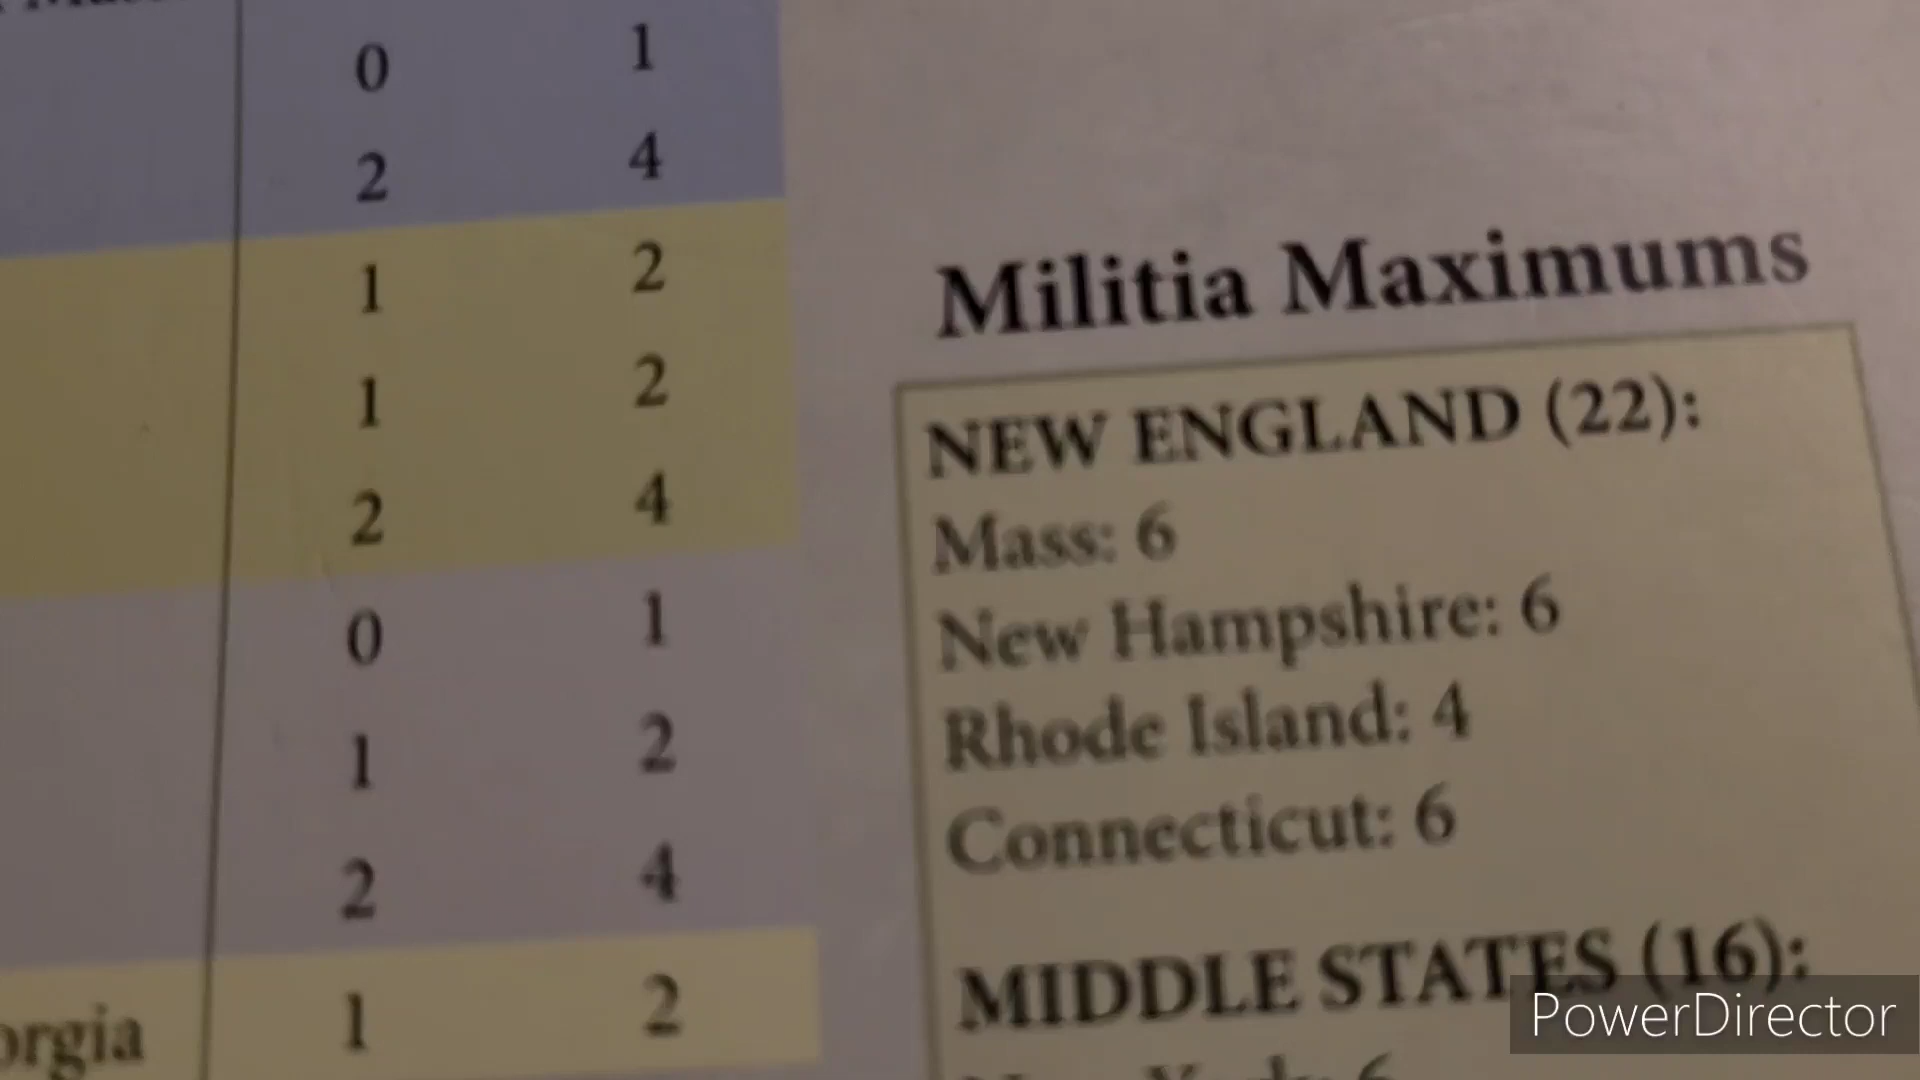 0 1
2 4
1 2
1 2
2 4
0 1
1 2
2 4
orgia 1 2
Militia Maximums
NEW ENGLAND (22):
Mass: 6
New Hampshire: 6
Rhode Island: 4
Connecticut: 6
MIDDLE STATES (16):
PowerDirector